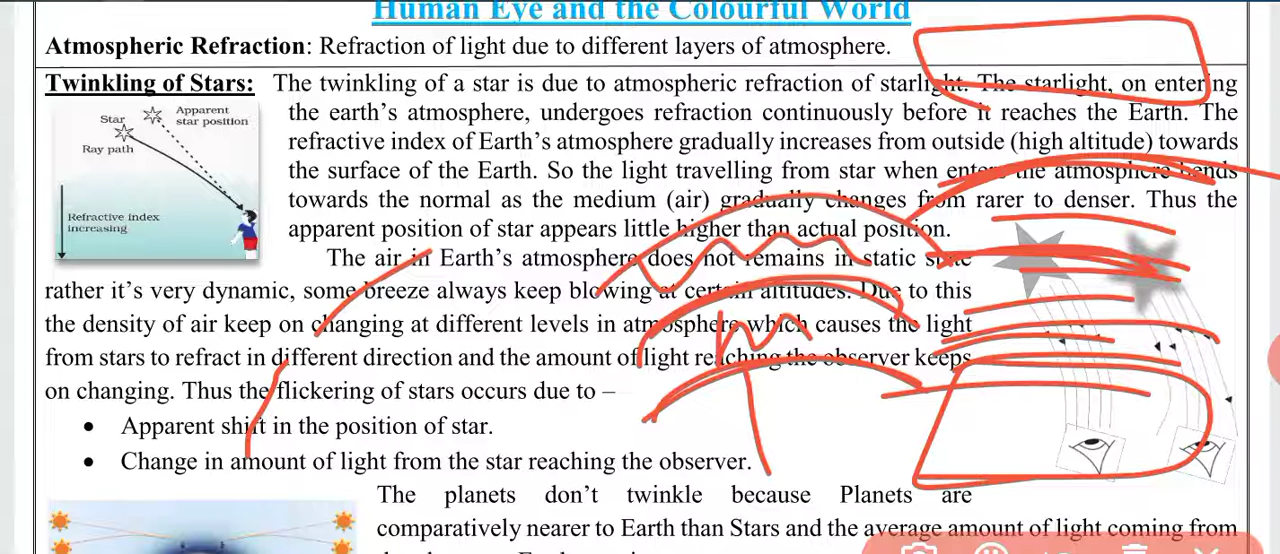 Human Eye and the Colourful World
Atmospheric Refraction: Refraction of light due to different layers of atmosphere.
Twinkling of Stars: The twinkling of a star is due to atmospheric refraction of starlight. The starlight, on entering
the earth's atmosphere, undergoes refraction continuously before it reaches the Earth. The
refractive index of Earth's atmosphere gradually increases from outside (high altitude) towards
the surface of the Earth. So the light travelling from star when enters the atmosphere bends
towards the normal as the medium (air) gradually changes from rarer to denser. Thus the
apparent position of star appears little higher than actual position.
Star
Apparent
star position
Ray path
Refractive index
increasing
The air in Earth's atmosphere does not remains in static state
rather it's very dynamic, some breeze always keep blowing at certain altitudes. Due to this
the density of air keep on changing at different levels in atmosphere which causes the light
from stars to refract in different direction and the amount of light reaching the observer keeps
on changing. Thus the flickering of stars occurs due to –
• Apparent shift in the position of star.
• Change in amount of light from the star reaching the observer.
The planets don't twinkle because Planets are
comparatively nearer to Earth than Stars and the average amount of light coming from